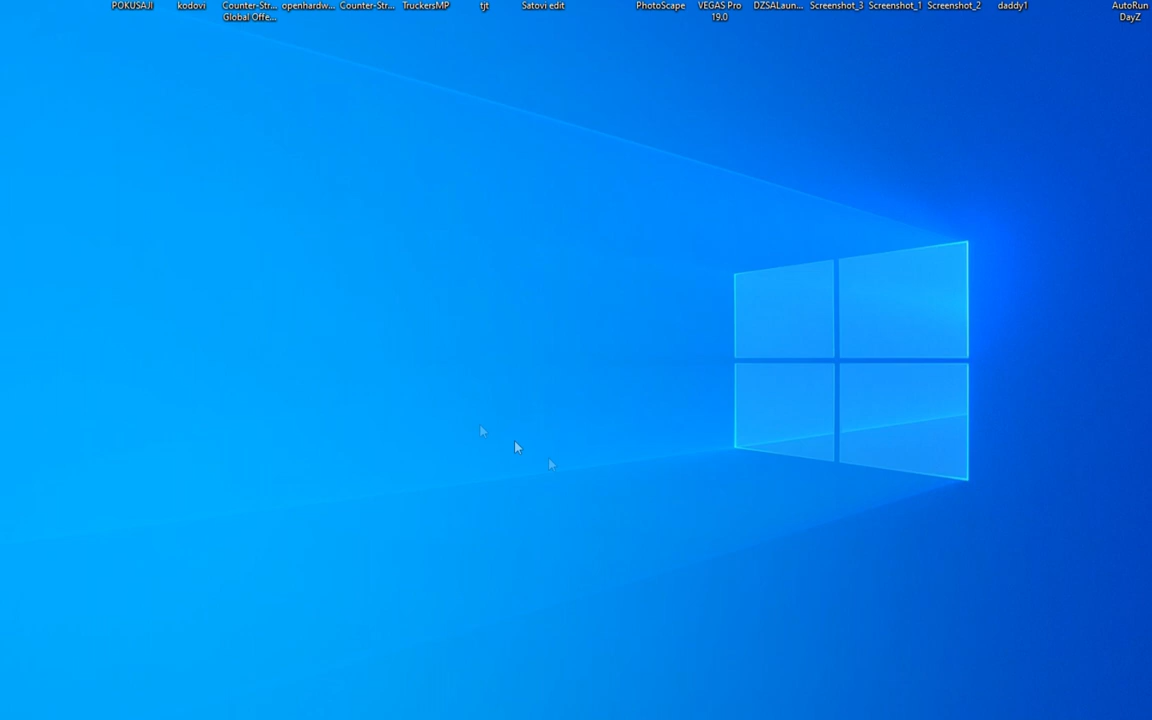 POKUSAJI
kodovi
Counter-Str...
Global Offe...
openhardw...
Counter-Str...
TruckersMP
tjt
Satovi edit
PhotoScape
VEGAS Pro
19.0
DZSALaun...
Screenshot_3
Screenshot_1
Screenshot_2
daddy1
AutoRun
DayZ